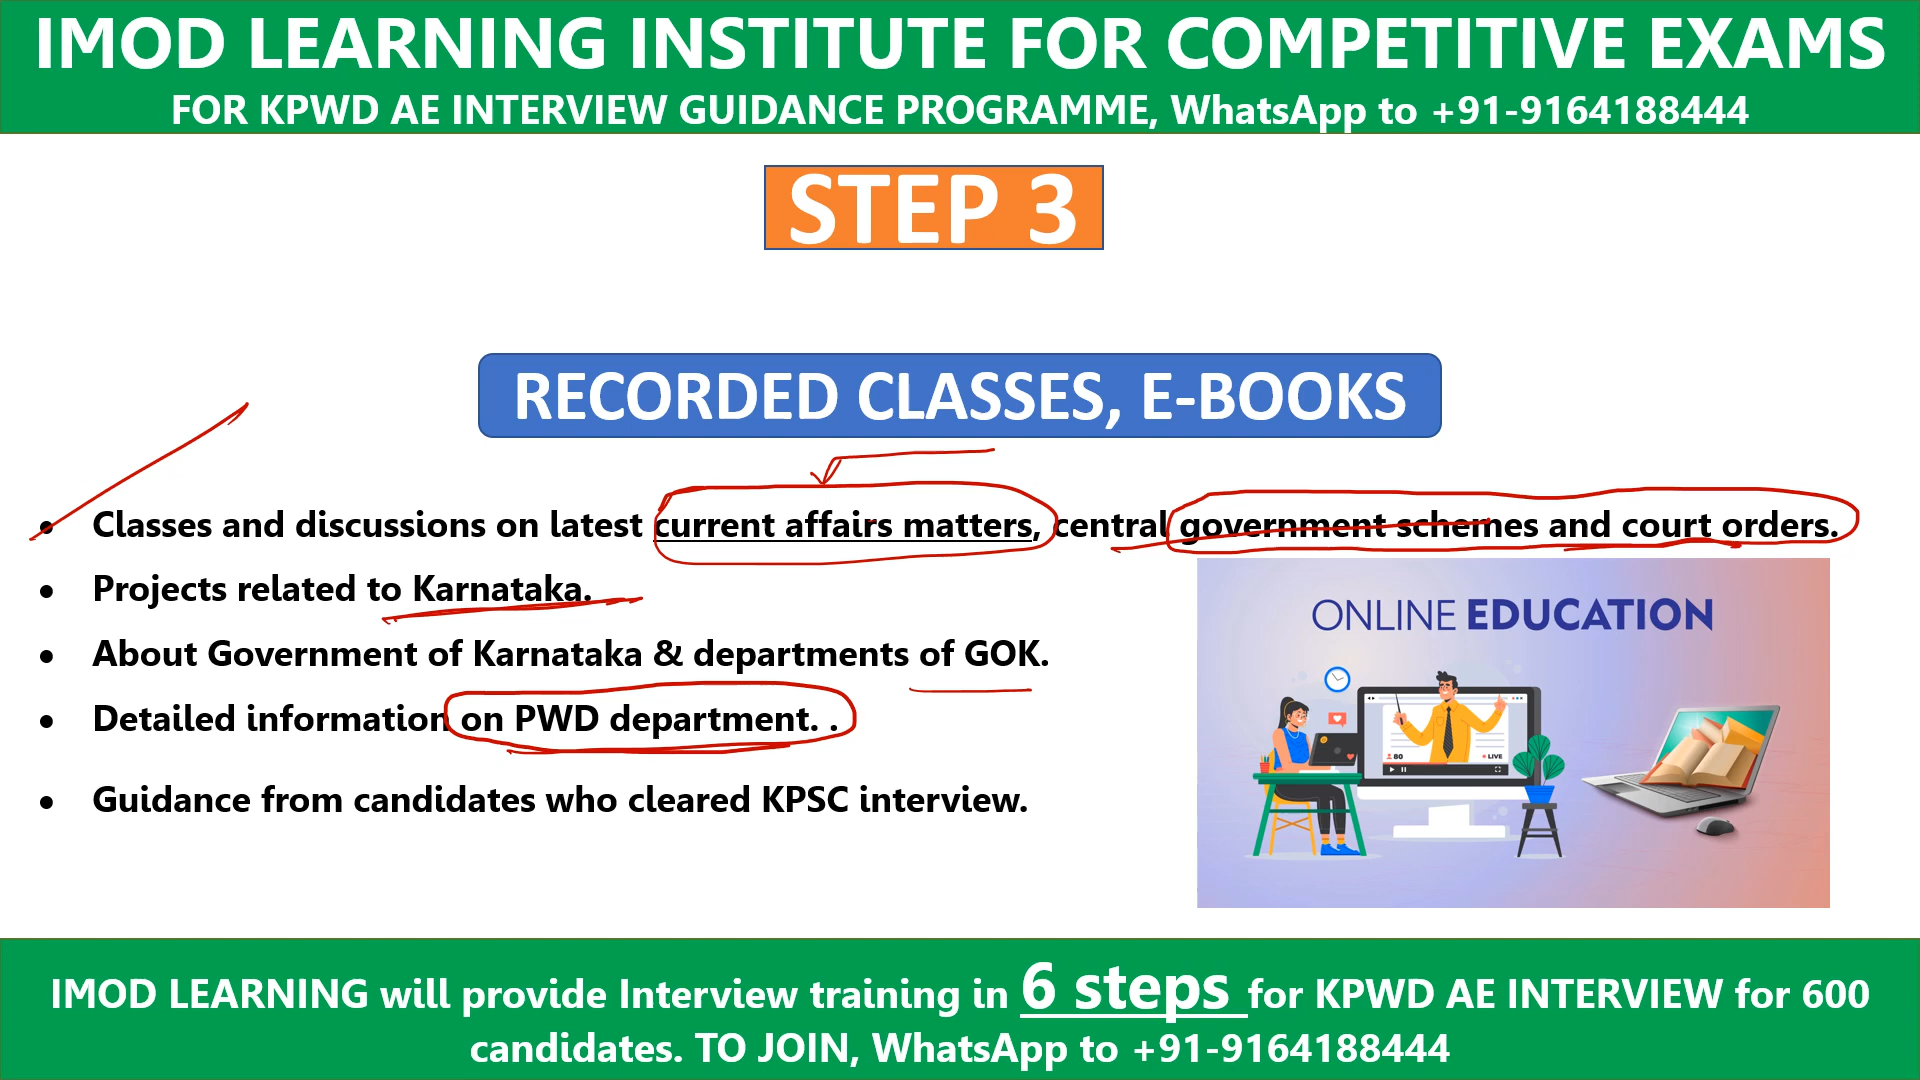 IMOD LEARNING INSTITUTE FOR COMPETITIVE EXAMS
FOR KPWD AE INTERVIEW GUIDANCE PROGRAMME, WhatsApp to +91-9164188444
STEP 3
RECORDED CLASSES, E-BOOKS
• Classes and discussions on latest current affairs matters, central government schemes and court orders.
• Projects related to Karnataka.
• About Government of Karnataka & departments of GOK.
• Detailed information on PWD department. .
• Guidance from candidates who cleared KPSC interview.
ONLINE EDUCATION
80
LIVE
IMOD LEARNING will provide Interview training in 6 steps for KPWD AE INTERVIEW for 600
candidates. TO JOIN, WhatsApp to +91-9164188444